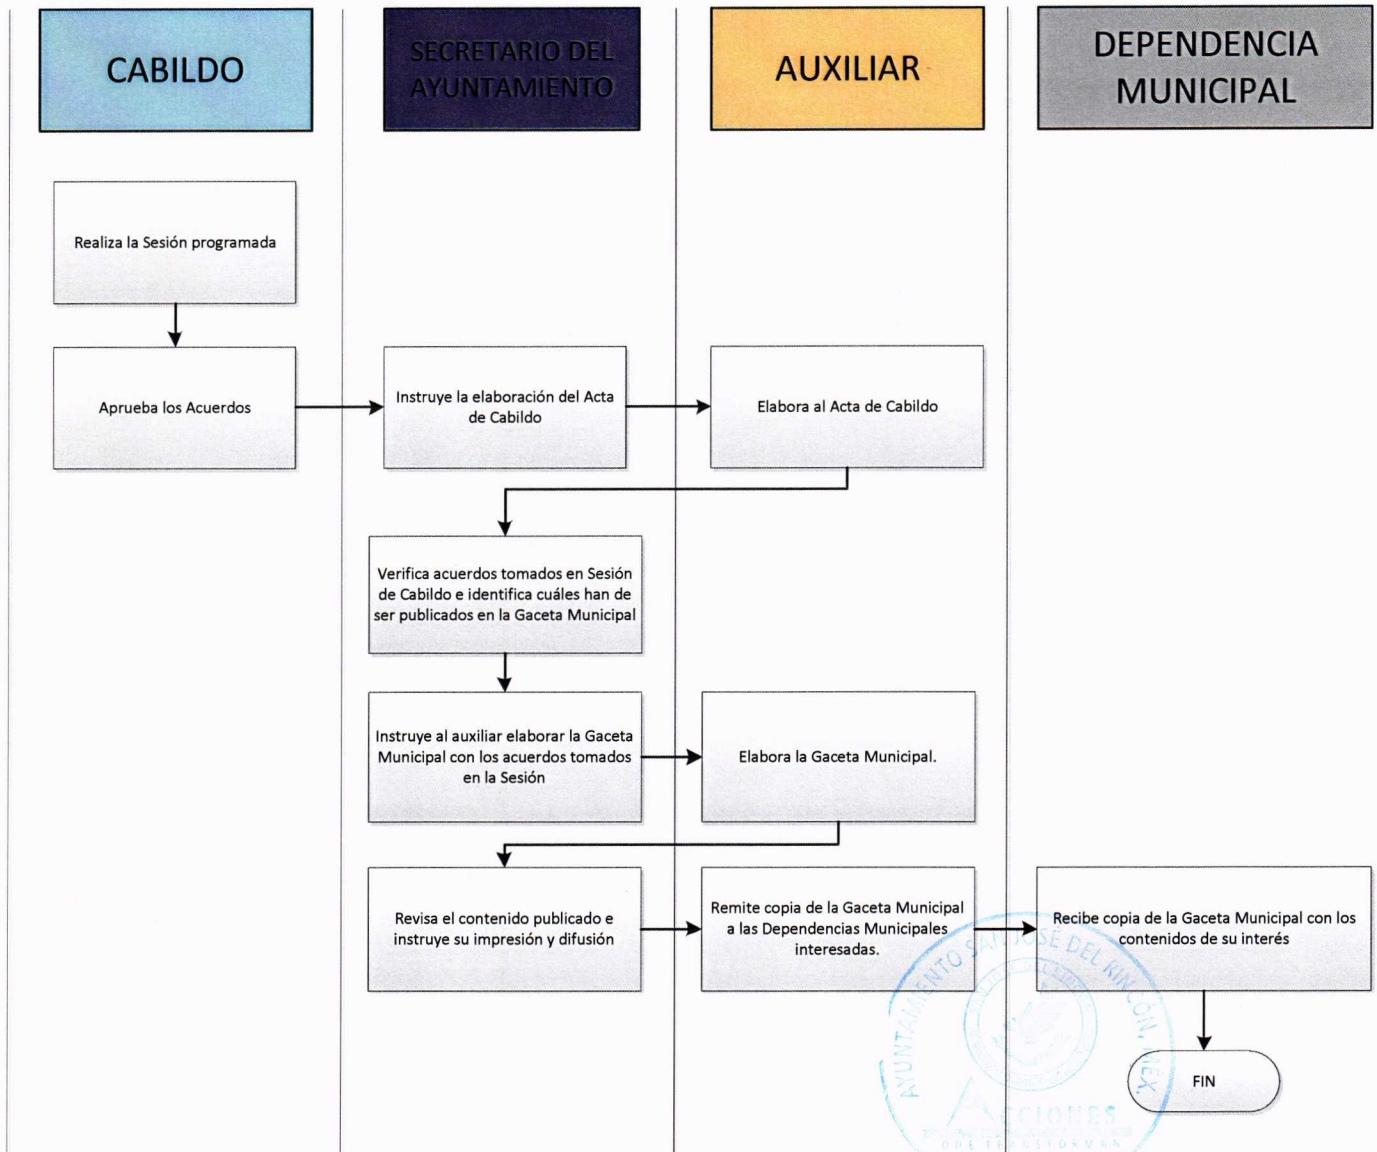 CABILDO
SECRETARIO DEL
AYUNTAMIENTO
AUXILIAR
DEPENDENCIA
MUNICIPAL
Realiza la Sesión programada
Aprueba los Acuerdos
Instruye la elaboración del Acta
de Cabildo
Elabora al Acta de Cabildo
Verifica acuerdos tomados en Sesión
de Cabildo e identifica cuáles han de
ser publicados en la Gaceta Municipal
Instruye al auxiliar elaborar la Gaceta
Municipal con los acuerdos tomados
en la Sesión
Elabora la Gaceta Municipal.
Revisa el contenido publicado e
instruye su impresión y difusión
Remite copia de la Gaceta Municipal
a las Dependencias Municipales
interesadas.
Recibe copia de la Gaceta Municipal con los
contenidos de su interés
FIN
AYUNTAMIENTO SAN JOSÉ DEL RINCÓN, MÉX.
ACCIONES
QUE TRANSFORMAN